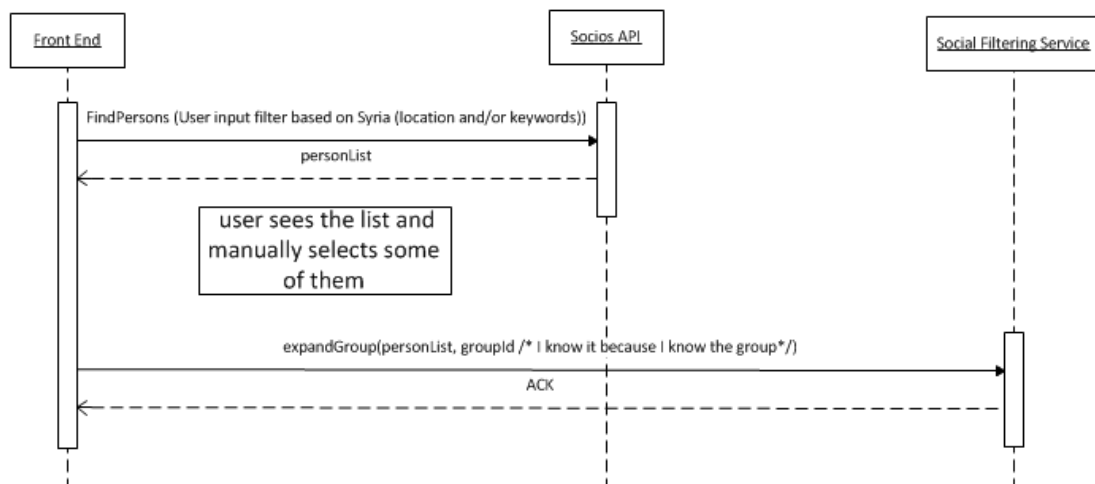 Front End
Socios API
Social Filtering Service
FindPersons (User input filter based on Syria (location and/or keywords))
personList
user sees the list and
manually selects some
of them
expandGroup(personList, groupId /* I know it because I know the group*/)
ACK